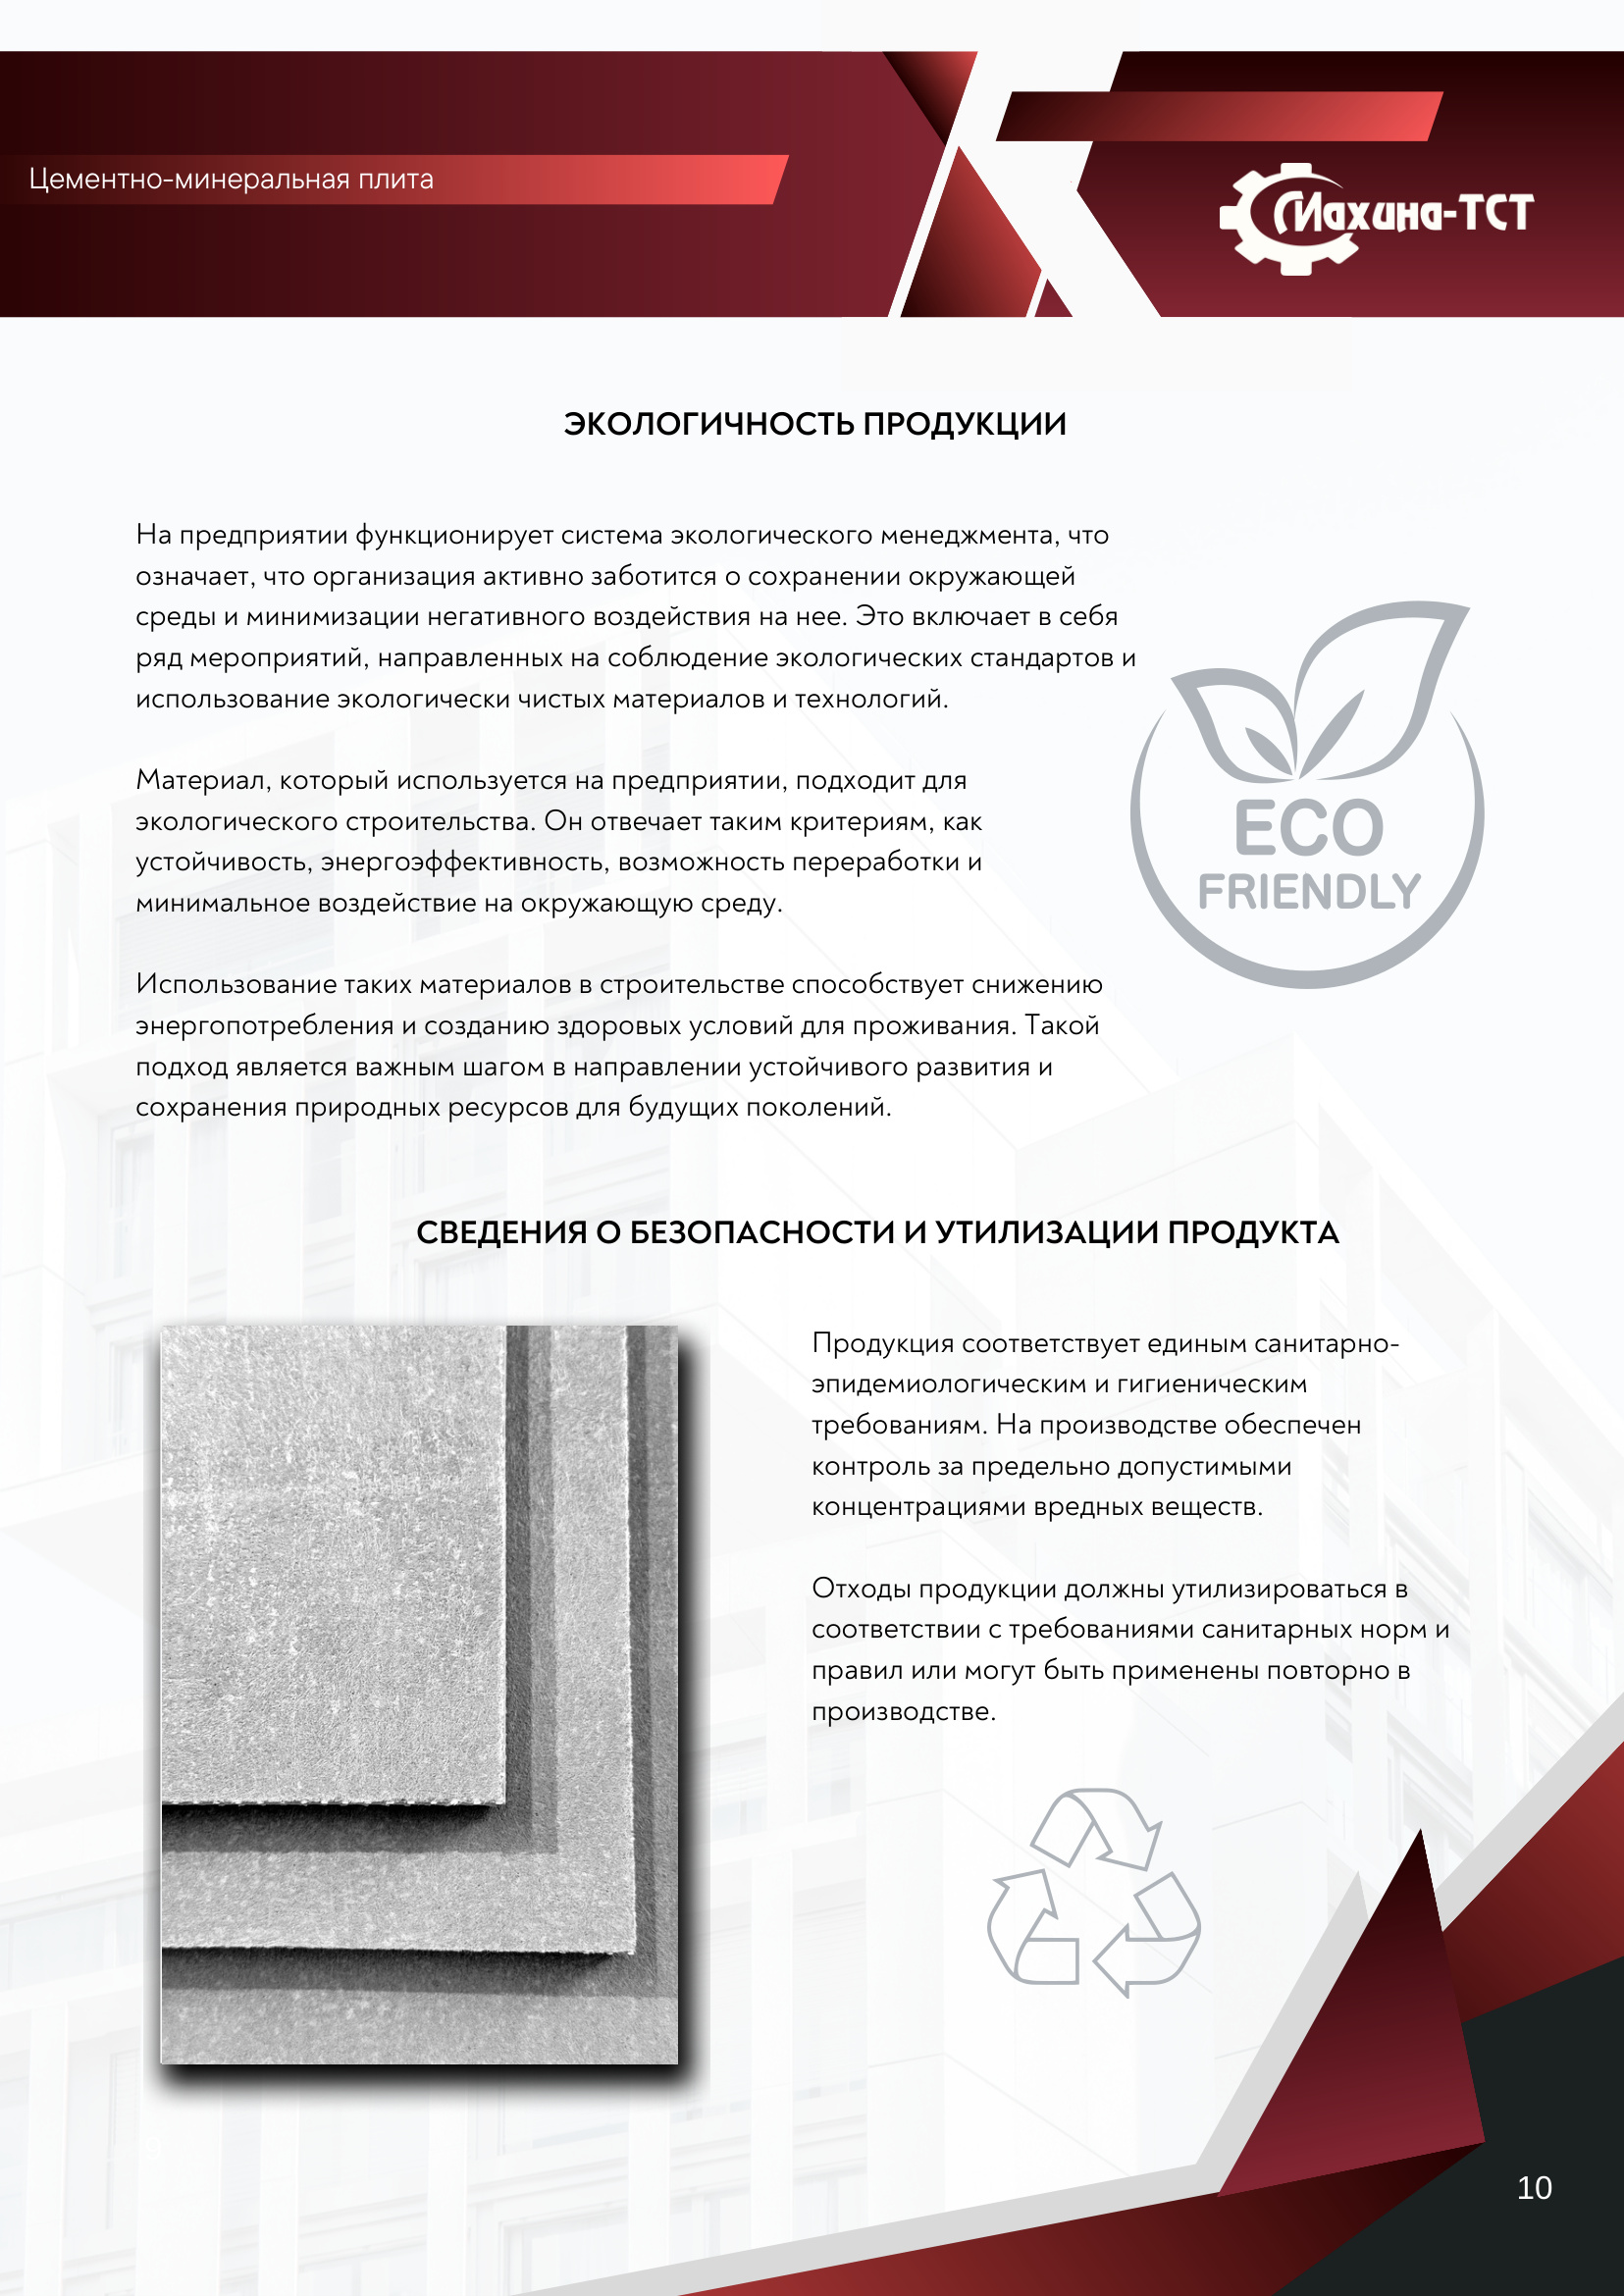 Цементно-минеральная плита
Махина-ТСТ
ЭКОЛОГИЧНОСТЬ ПРОДУКЦИИ
На предприятии функционирует система экологического менеджмента, что
означает, что организация активно заботится о сохранении окружающей
среды и минимизации негативного воздействия на нее. Это включает в себя
ряд мероприятий, направленных на соблюдение экологических стандартов и
использование экологически чистых материалов и технологий.
Материал, который используется на предприятии, подходит для
экологического строительства. Он отвечает таким критериям, как
устойчивость, энергоэффективность, возможность переработки и
минимальное воздействие на окружающую среду.
Использование таких материалов в строительстве способствует снижению
энергопотребления и созданию здоровых условий для проживания. Такой
подход является важным шагом в направлении устойчивого развития и
сохранения природных ресурсов для будущих поколений.
ECO
FRIENDLY
СВЕДЕНИЯ О БЕЗОПАСНОСТИ И УТИЛИЗАЦИИ ПРОДУКТА
Продукция соответствует единым санитарно-
эпидемиологическим и гигиеническим
требованиям. На производстве обеспечен
контроль за предельно допустимыми
концентрациями вредных веществ.
Отходы продукции должны утилизироваться в
соответствии с требованиями санитарных норм и
правил или могут быть применены повторно в
производстве.
10